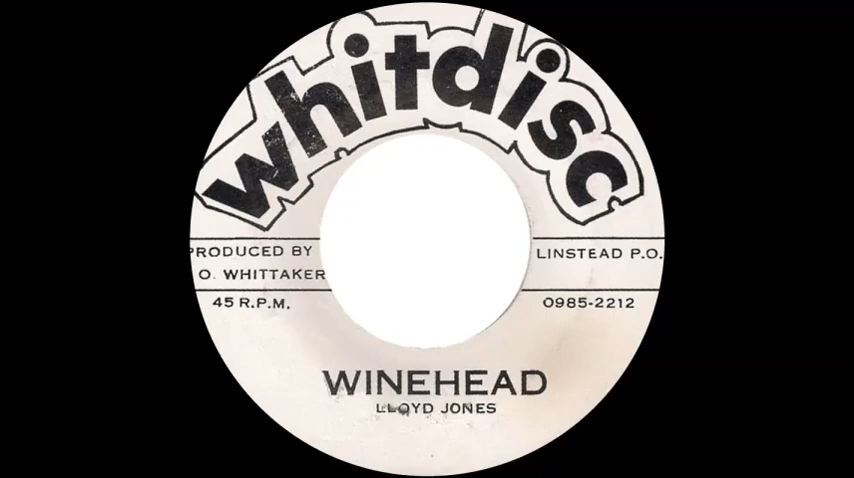 whitdisc
PRODUCED BY
O. WHITTAKER
LINSTEAD P.O.
45 R.P.M.
0985-2212
WINEHEAD
LLOYD JONES